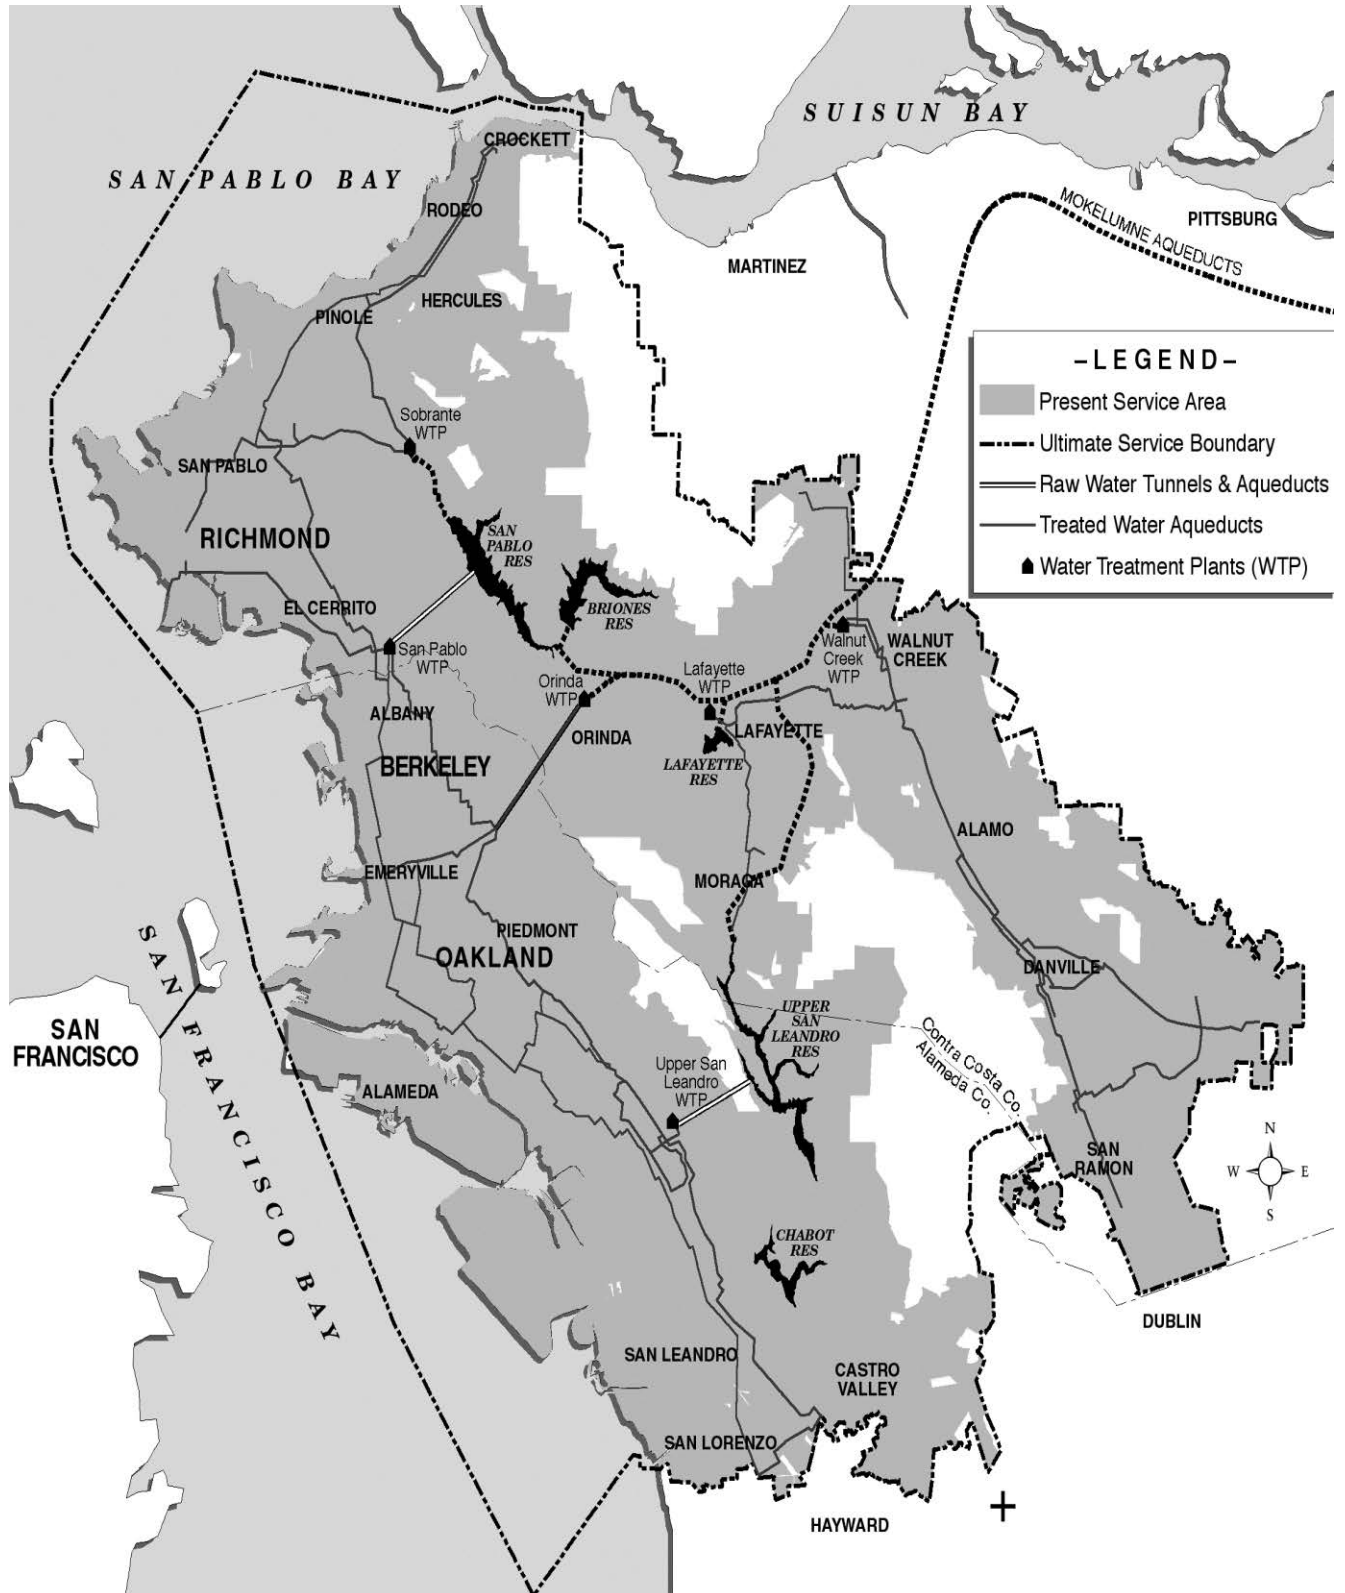 SUISUN BAY
CROCKETT
SAN PABLO BAY
RODEO
MOKELUMNE AQUEDUCTS
PITTSBURG
MARTINEZ
HERCULES
PINOLE
–LEGEND–
Present Service Area
Ultimate Service Boundary
Raw Water Tunnels & Aqueducts
Treated Water Aqueducts
Water Treatment Plants (WTP)
Sobrante
WTP
SAN PABLO
RICHMOND
SAN
PABLO
RES
EL CERRITO
BRIONES
RES
San Pablo
WTP
Walnut
Creek
WTP
WALNUT
CREEK
Lafayette
WTP
Orinda
WTP
ALBANY
ORINDA
LAFAYETTE
LAFAYETTE
RES
BERKELEY
ALAMO
EMERYVILLE
MORAGA
PIEDMONT
OAKLAND
DANVILLE
SAN FRANCISCO BAY
SAN
FRANCISCO
UPPER
SAN
LEANDRO
RES
Contra Costa Co.
Alameda Co.
Upper San
Leandro
WTP
ALAMEDA
SAN
RAMON
N
W E
S
CHABOT
RES
DUBLIN
SAN LEANDRO
CASTRO
VALLEY
SAN LORENZO
HAYWARD